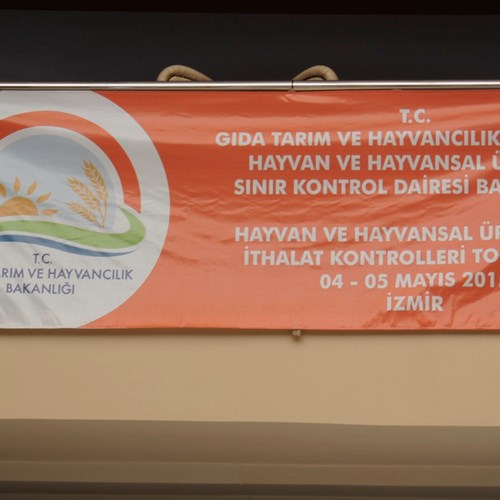 T.C.
TARIM VE HAYVANCILIK
BAKANLIĞI
T.C.
GIDA TARIM VE HAYVANCILIK
HAYVAN VE HAYVANSAL
SINIR KONTROL DAİRESİ
HAYVAN VE HAYVANSAL
İTHALAT KONTROLLERİ
04 - 05 MAYIS
İZMİR